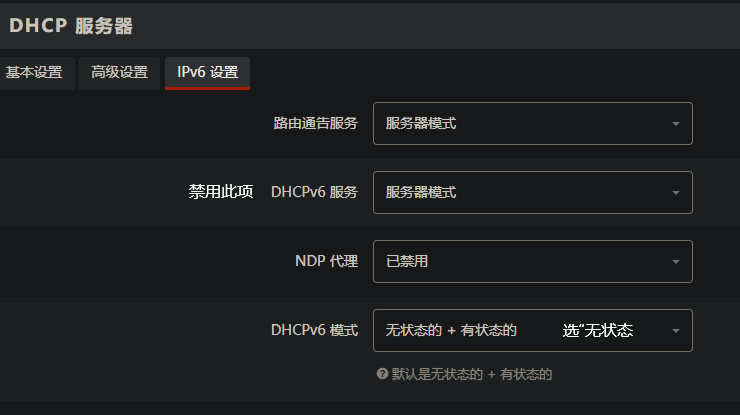 DHCP 服务器
基本设置 高级设置 IPv6 设置
路由通告服务 服务器模式
禁用此项 DHCPv6 服务 服务器模式
NDP 代理 已禁用
DHCPv6 模式 无状态的 + 有状态的 选“无状态
默认是无状态的 + 有状态的